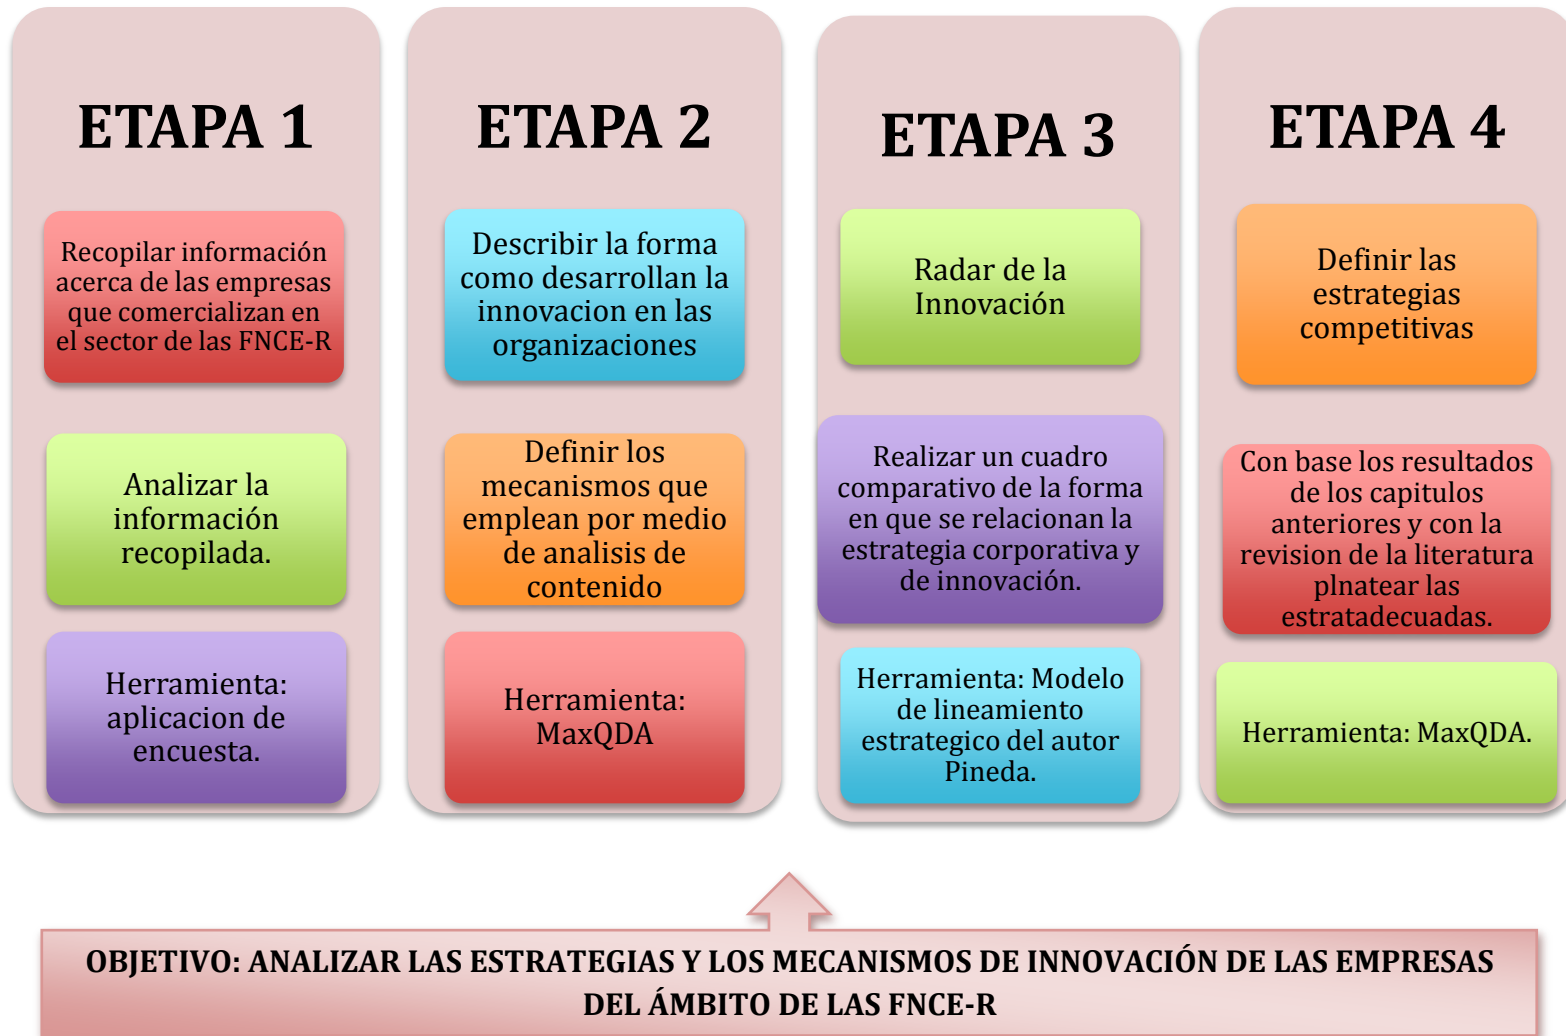 ETAPA 1
Recopilar información
acerca de las empresas
que comercializan en
el sector de las FNCE-R
Analizar la
información
recopilada.
Herramienta:
aplicacion de
encuesta.
ETAPA 2
Describir la forma
como desarrollan la
innovacion en las
organizaciones
Definir los
mecanismos que
emplean por medio
de analisis de
contenido
Herramienta:
MaxQDA
ETAPA 3
Radar de la
Innovación
Realizar un cuadro
comparativo de la forma
en que se relacionan la
estrategia corporativa y
de innovación.
Herramienta: Modelo
de lineamiento
estrategico del autor
Pineda.
ETAPA 4
Definir las
estrategias
competitivas
Con base los resultados
de los capitulos
anteriores y con la
revision de la literatura
plnatear las
estratadecuadas.
Herramienta: MaxQDA.
OBJETIVO: ANALIZAR LAS ESTRATEGIAS Y LOS MECANISMOS DE INNOVACIÓN DE LAS EMPRESAS
DEL ÁMBITO DE LAS FNCE-R